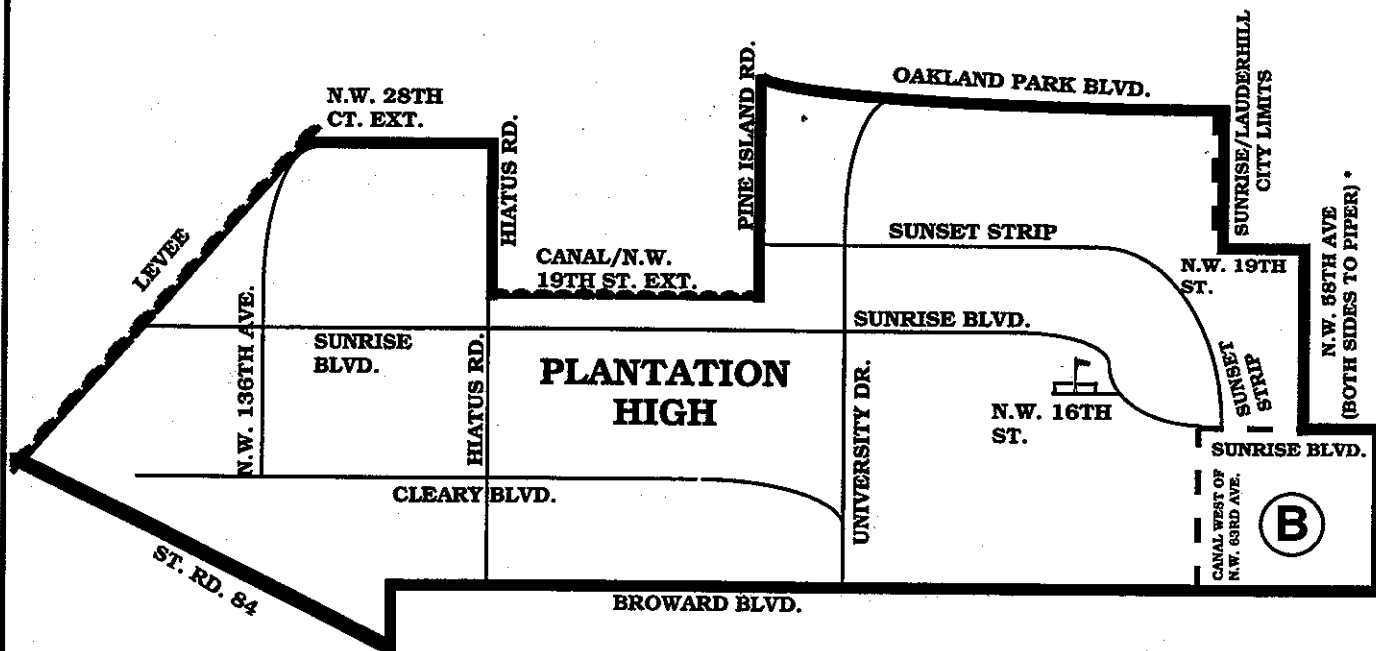 N.W. 28TH
CT. EXT.
HIATUS RD.
PINE ISLAND RD.
OAKLAND PARK BLVD.
SUNRISE/LAUDERHILL
CITY LIMITS
LEVEE
CANAL/N.W.
19TH ST. EXT.
SUNSET STRIP
N.W. 19TH
ST.
N.W. 58TH AVE
(BOTH SIDES TO PIPER) *
N.W. 136TH AVE.
SUNRISE
BLVD.
HIATUS RD.
PLANTATION
HIGH
SUNRISE BLVD.
UNIVERSITY DR.
N.W. 16TH
ST.
SUNSET
STRIP
SUNRISE BLVD.
CANAL WEST OF
N.W. 63RD AVE.
B
CLEARY BLVD.
ST. RD. 84
BROWARD BLVD.